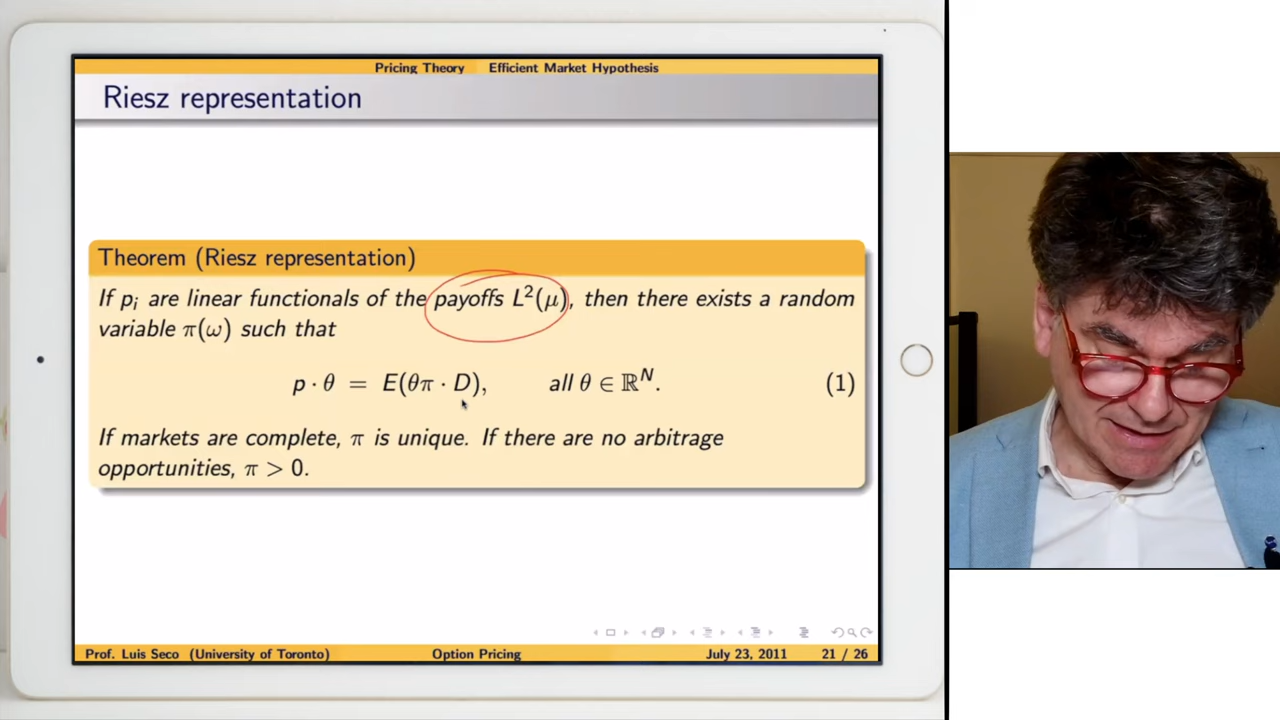 Pricing Theory Efficient Market Hypothesis
Riesz representation
Theorem (Riesz representation)
If pᵢ are linear functionals of the payoffs L²(μ), then there exists a random
variable π(ω) such that
p · θ = E(θπ · D), all θ ∈ ℝᴺ. (1)
If markets are complete, π is unique. If there are no arbitrage
opportunities, π > 0.
Prof. Luis Seco (University of Toronto) Option Pricing July 23, 2011 21 / 26